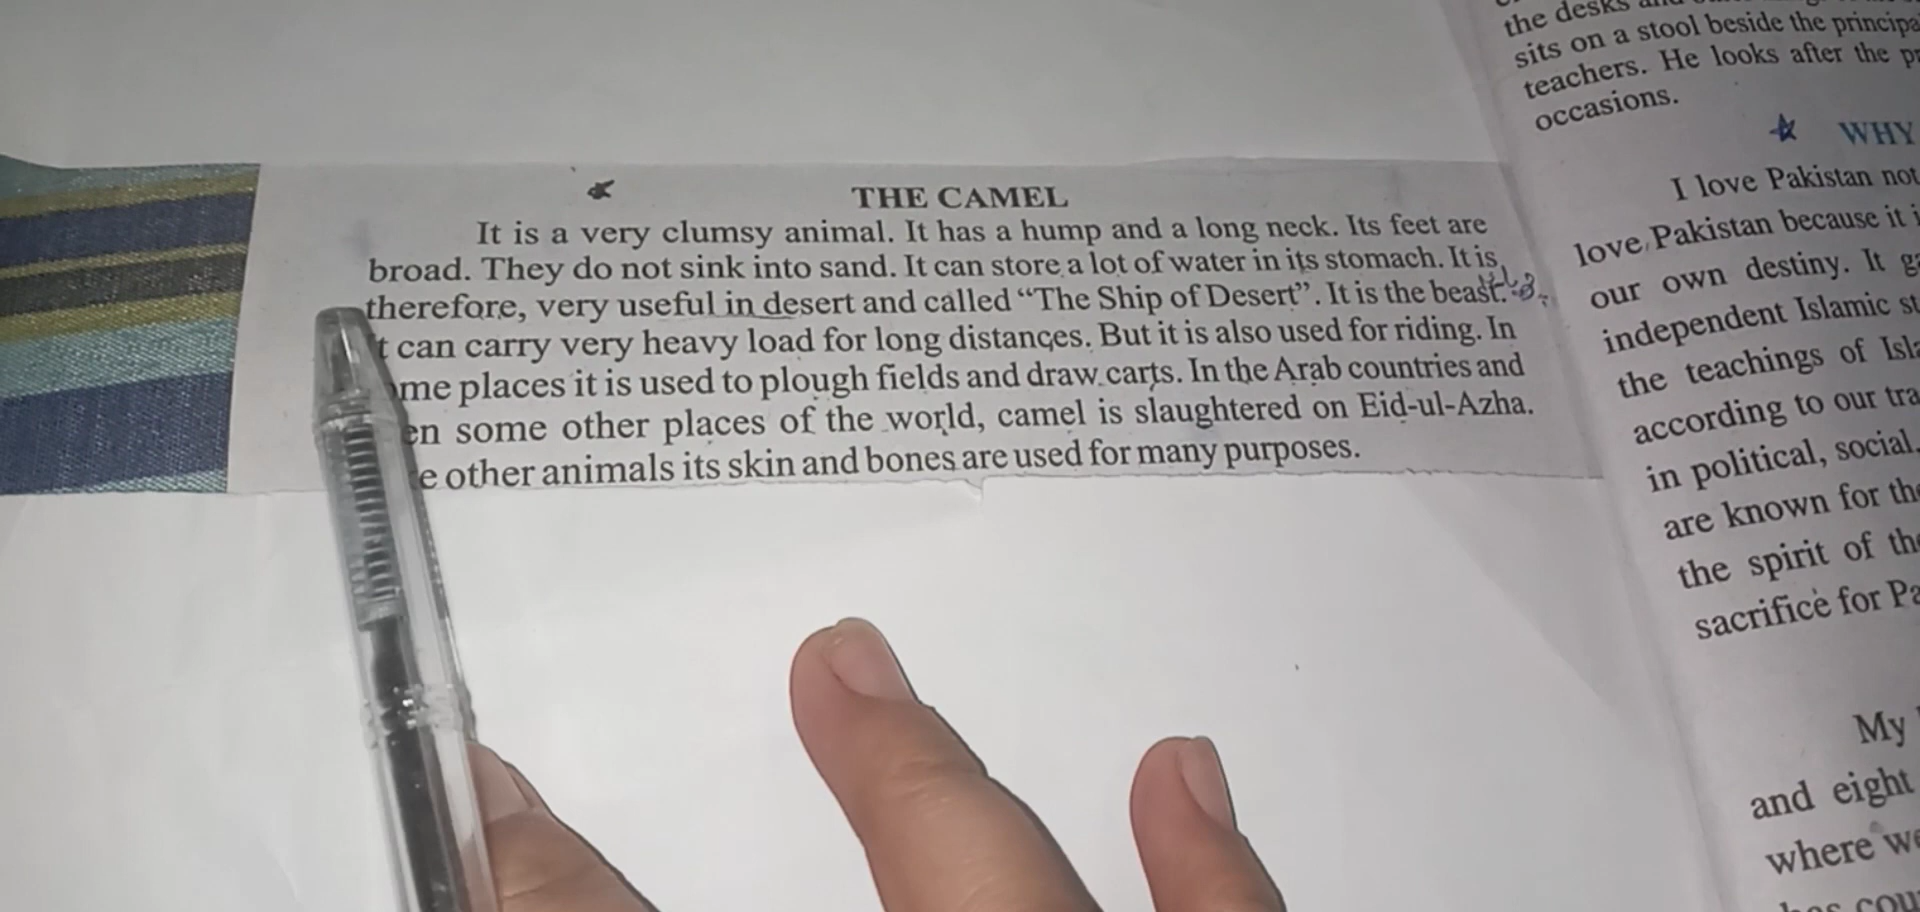 THE CAMEL
It is a very clumsy animal. It has a hump and a long neck. Its feet are
broad. They do not sink into sand. It can store a lot of water in its stomach. It is,
therefore, very useful in desert and called “The Ship of Desert”. It is the beast.
t can carry very heavy load for long distances. But it is also used for riding. In
me places it is used to plough fields and draw carts. In the Arab countries and
en some other places of the world, camel is slaughtered on Eid-ul-Azha.
e other animals its skin and bones are used for many purposes.
the desks
sits on a stool beside the principa
teachers. He looks after the
occasions.
WHY
I love Pakistan not
love Pakistan because it
our own destiny. It
independent Islamic
the teachings of
according to our
in political, social.
are known for
the spirit of
sacrifice for
My
and eight
where